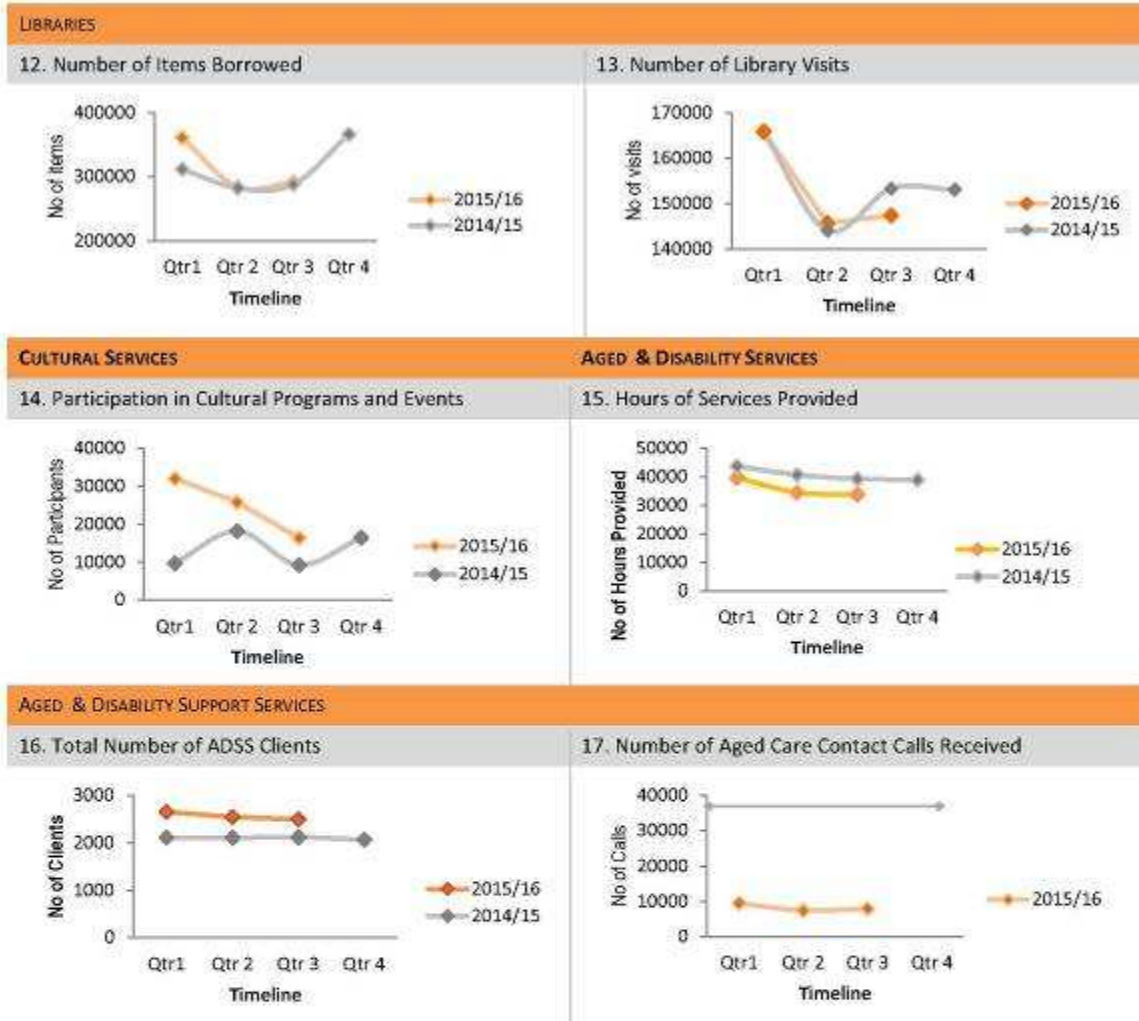 LIBRARIES
12. Number of Items Borrowed
13. Number of Library Visits
400000
300000
200000
No of items
Qtr1 Qtr 2 Qtr 3 Qtr 4
Timeline
2015/16
2014/15
170000
160000
150000
140000
No of visits
Qtr1 Qtr 2 Qtr 3 Qtr 4
Timeline
2015/16
2014/15
CULTURAL SERVICES
AGED & DISABILITY SERVICES
14. Participation in Cultural Programs and Events
15. Hours of Services Provided
40000
30000
20000
10000
0
No of Participants
Qtr1 Qtr 2 Qtr 3 Qtr 4
Timeline
2015/16
2014/15
50000
40000
30000
20000
10000
0
No of Hours Provided
Qtr1 Qtr 2 Qtr 3 Qtr 4
Timeline
2015/16
2014/15
AGED & DISABILITY SUPPORT SERVICES
16. Total Number of ADSS Clients
17. Number of Aged Care Contact Calls Received
3000
2000
1000
0
No of Clients
Qtr1 Qtr 2 Qtr 3 Qtr 4
Timeline
2015/16
2014/15
40000
30000
20000
10000
0
No of Calls
Qtr1 Qtr 2 Qtr 3 Qtr 4
Timeline
2015/16